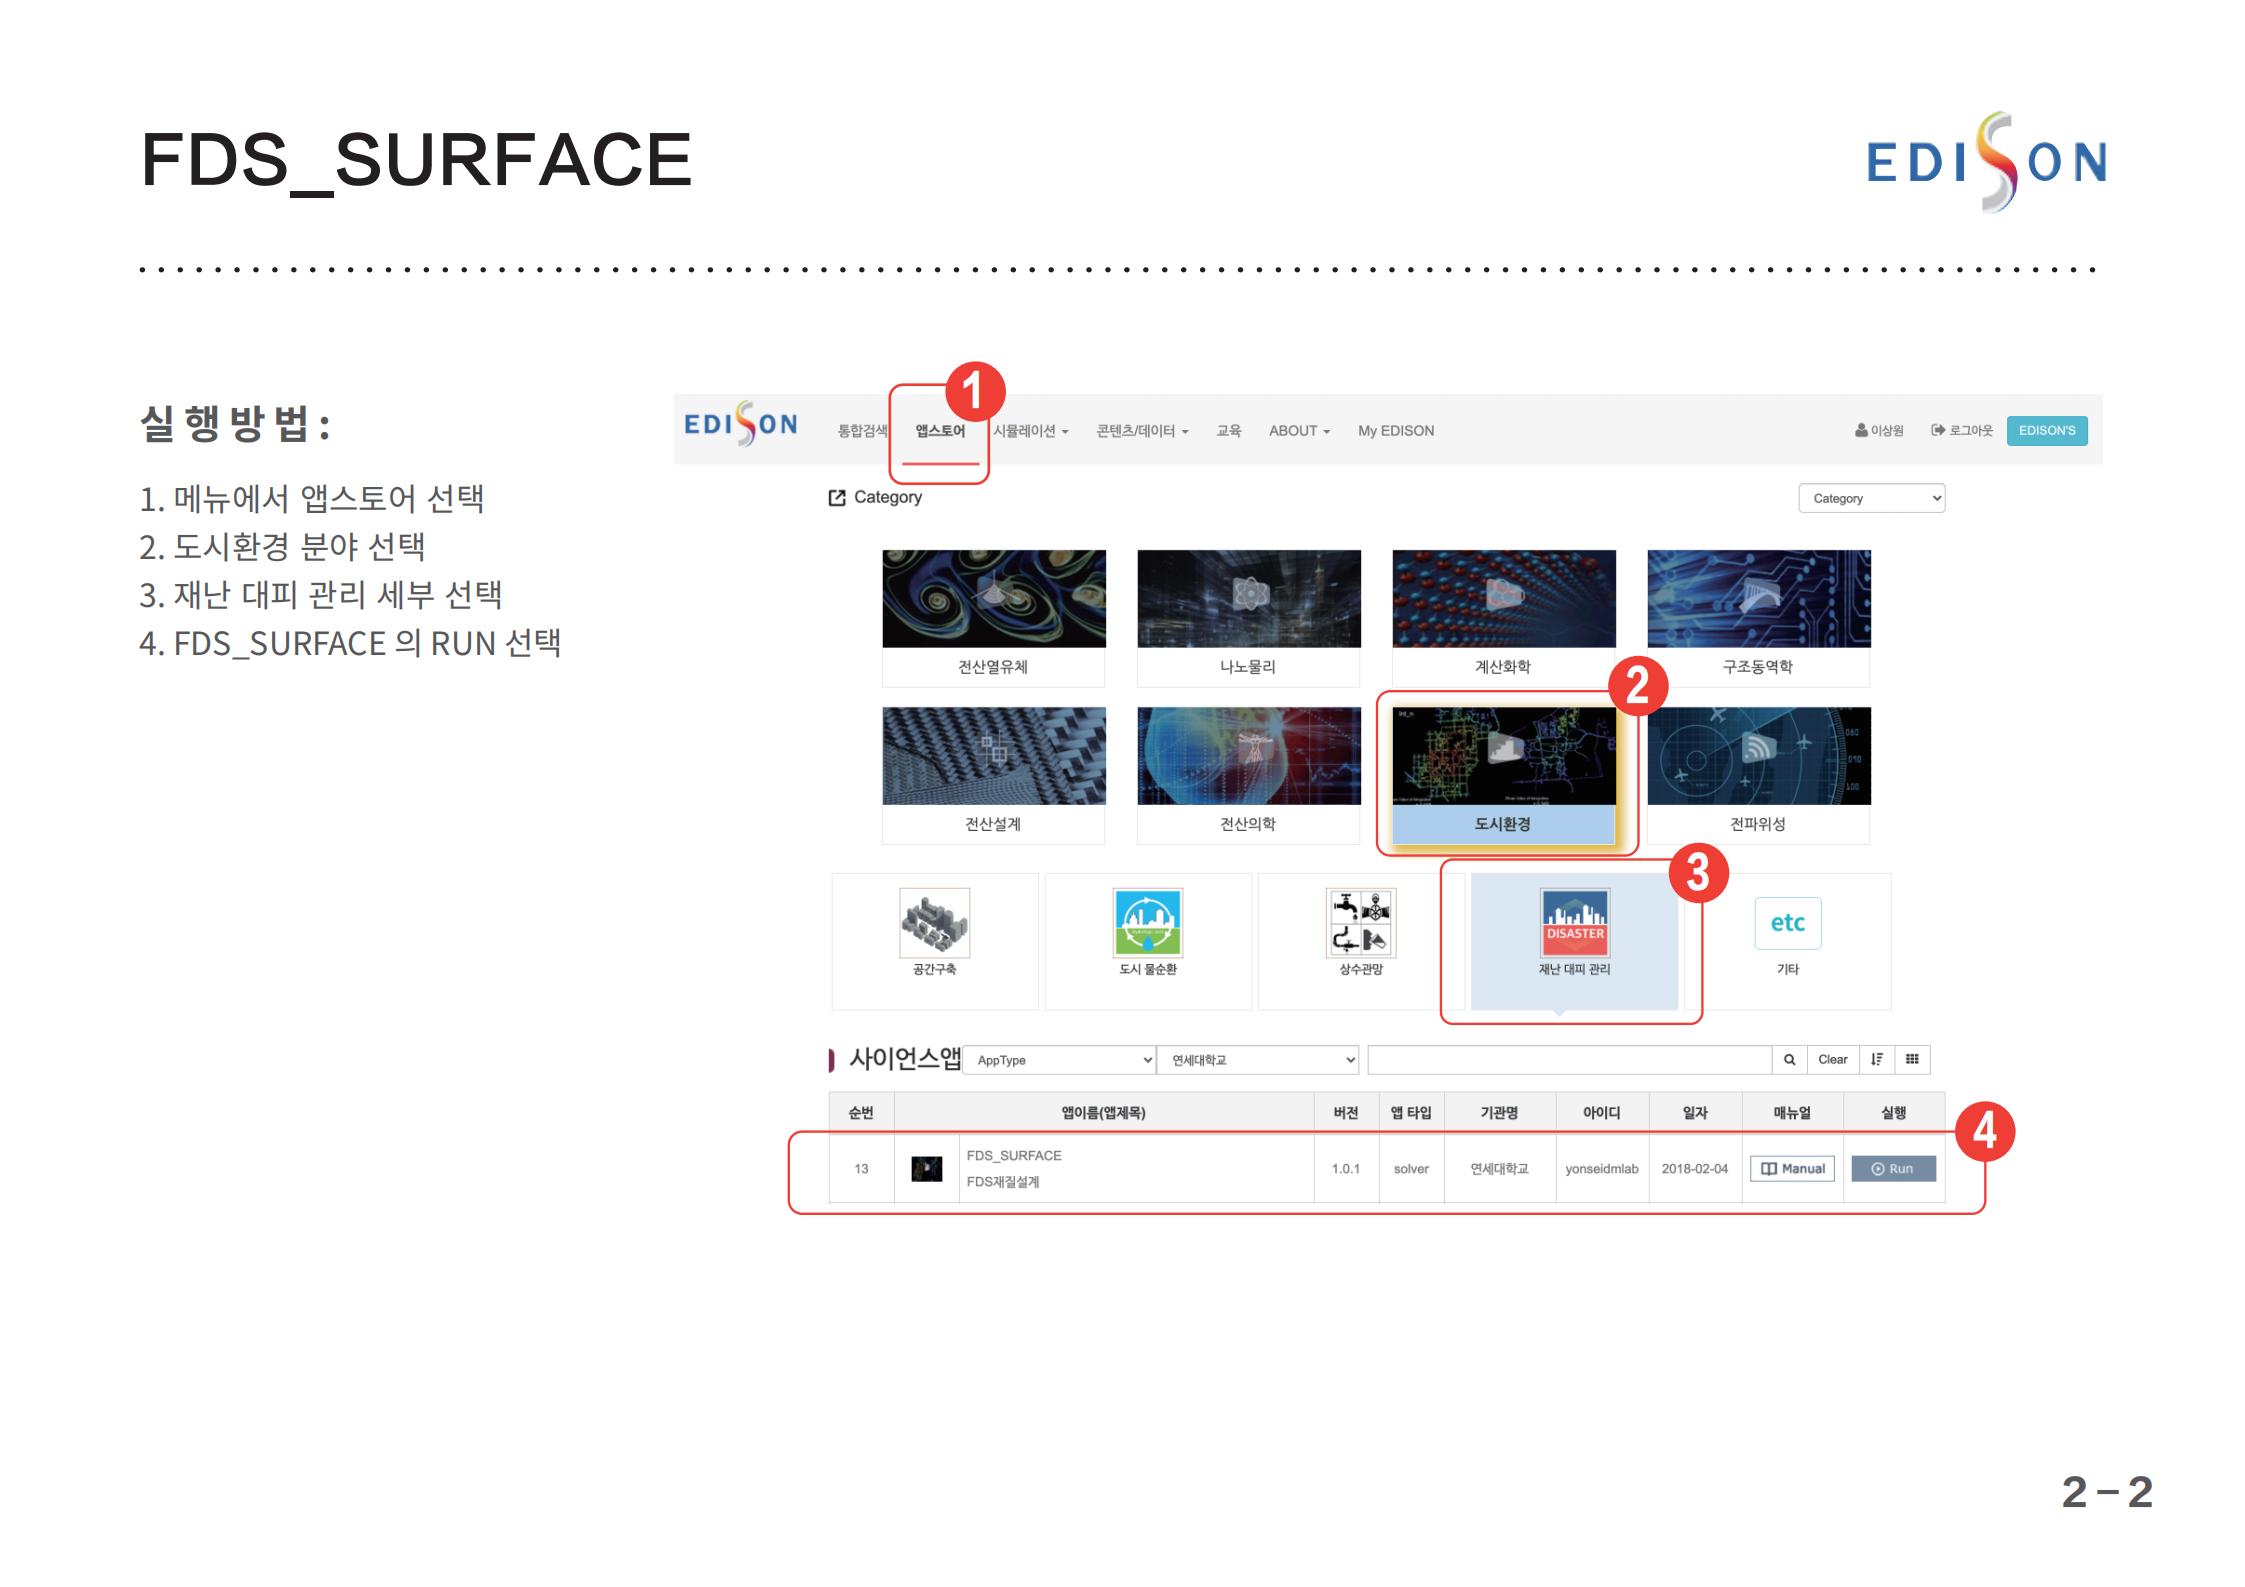 FDS_SURFACE
EDISON
실행방법:
1. 메뉴에서 앱스토어 선택
2. 도시환경 분야 선택
3. 재난 대피 관리 세부 선택
4. FDS_SURFACE 의 RUN 선택
1
EDISON 통합검색 앱스토어 시뮬레이션 콘텐츠/데이터 교육 ABOUT My EDISON 이상원 로그아웃 EDISON'S
Category Category
전산열유체 나노물리 계산화학 구조동역학
2
전산설계 전산의학 도시환경 전파위성
3
DISASTER etc
공간구축 도시 물순환 상수관망 재난 대피 관리 기타
사이언스앱 AppType 연세대학교 Clear
순번 앱이름(앱제목) 버전 앱 타입 기관명 아이디 일자 매뉴얼 실행
4
13 FDS_SURFACE 1.0.1 solver 연세대학교 yonseidmlab 2018-02-04 Manual Run
FDS재질설계
2-2